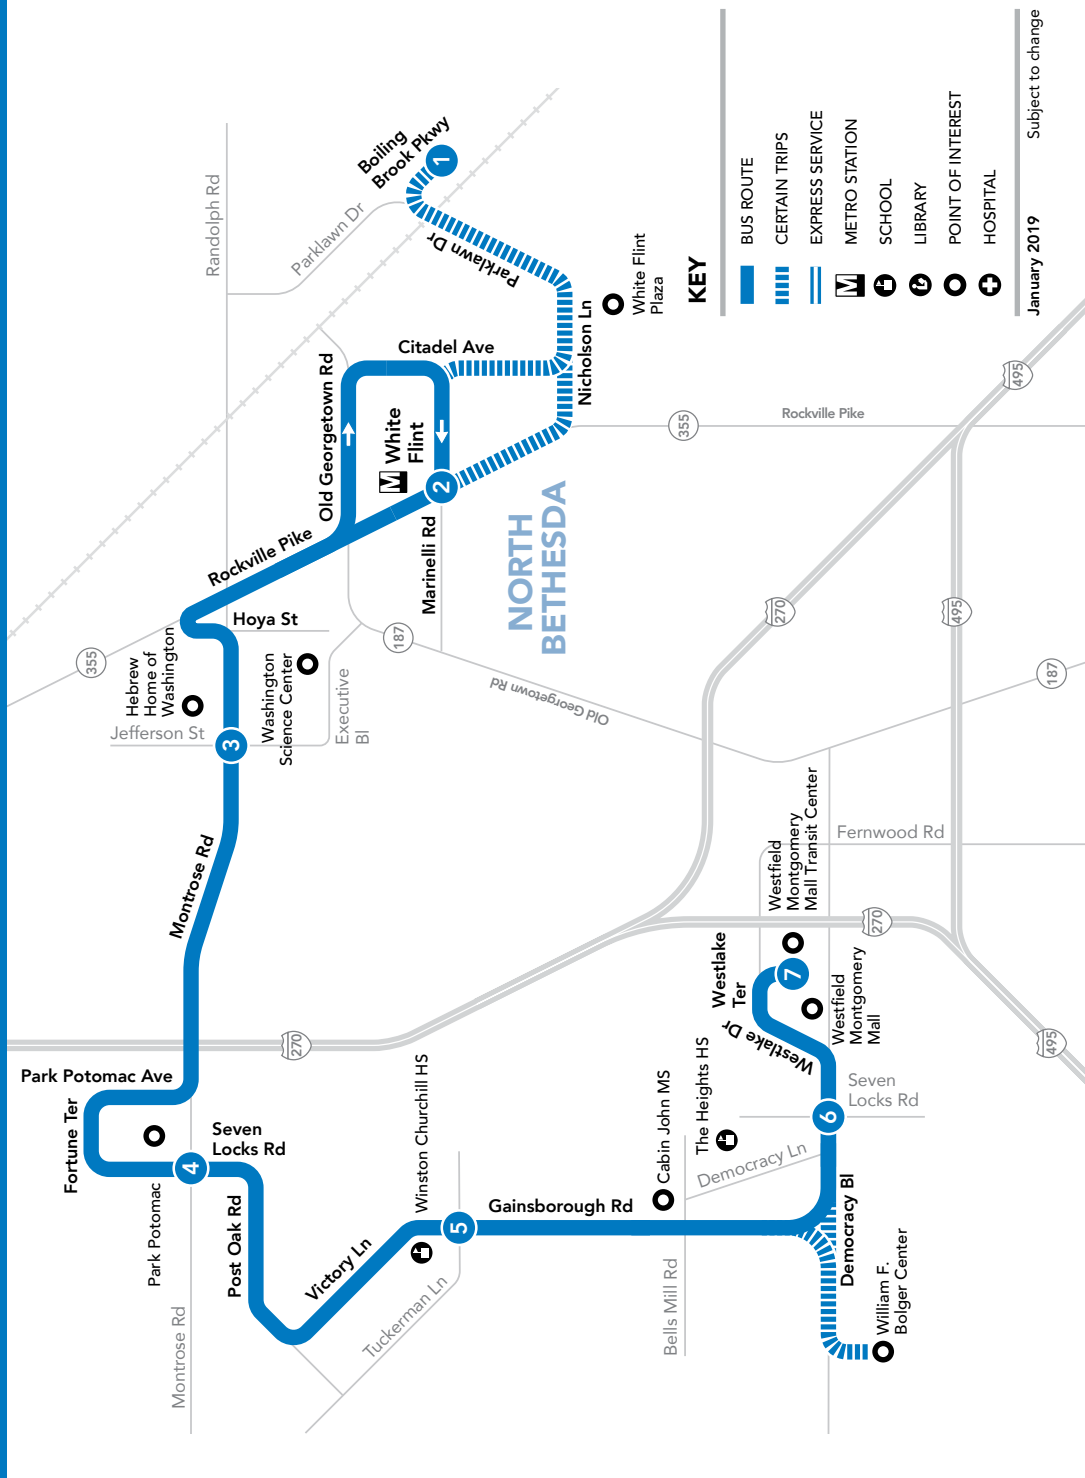 Boiling
Brook Pkwy
1
Randolph Rd
Parklawn Dr
Parklawn Dr
White Flint
Plaza
Nicholson Ln
Citadel Ave
Old Georgetown Rd
White
Flint
M
2
Marinelli Rd
Rockville Pike
355
Rockville Pike
NORTH
BETHESDA
Hoya St
355
Hebrew
Home of
Washington
Washington
Science Center
Jefferson St
Executive
Bl
187
Old Georgetown Rd
3
Montrose Rd
270
495
495
187
Fernwood Rd
Westfield
Montgomery
Mall Transit Center
270
Westlake
Ter
7
Westlake Dr
Westfield
Montgomery
Mall
495
270
Park Potomac Ave
Fortune Ter
Seven
Locks Rd
4
Park Potomac
Montrose Rd
Post Oak Rd
Victory Ln
Winston Churchill HS
5
Tuckerman Ln
Gainsborough Rd
Cabin John MS
The Heights HS
Democracy Ln
Bells Mill Rd
Seven
Locks Rd
6
Democracy Bl
William F.
Bolger Center
KEY
BUS ROUTE
CERTAIN TRIPS
EXPRESS SERVICE
M METRO STATION
SCHOOL
LIBRARY
POINT OF INTEREST
HOSPITAL
January 2019 Subject to change